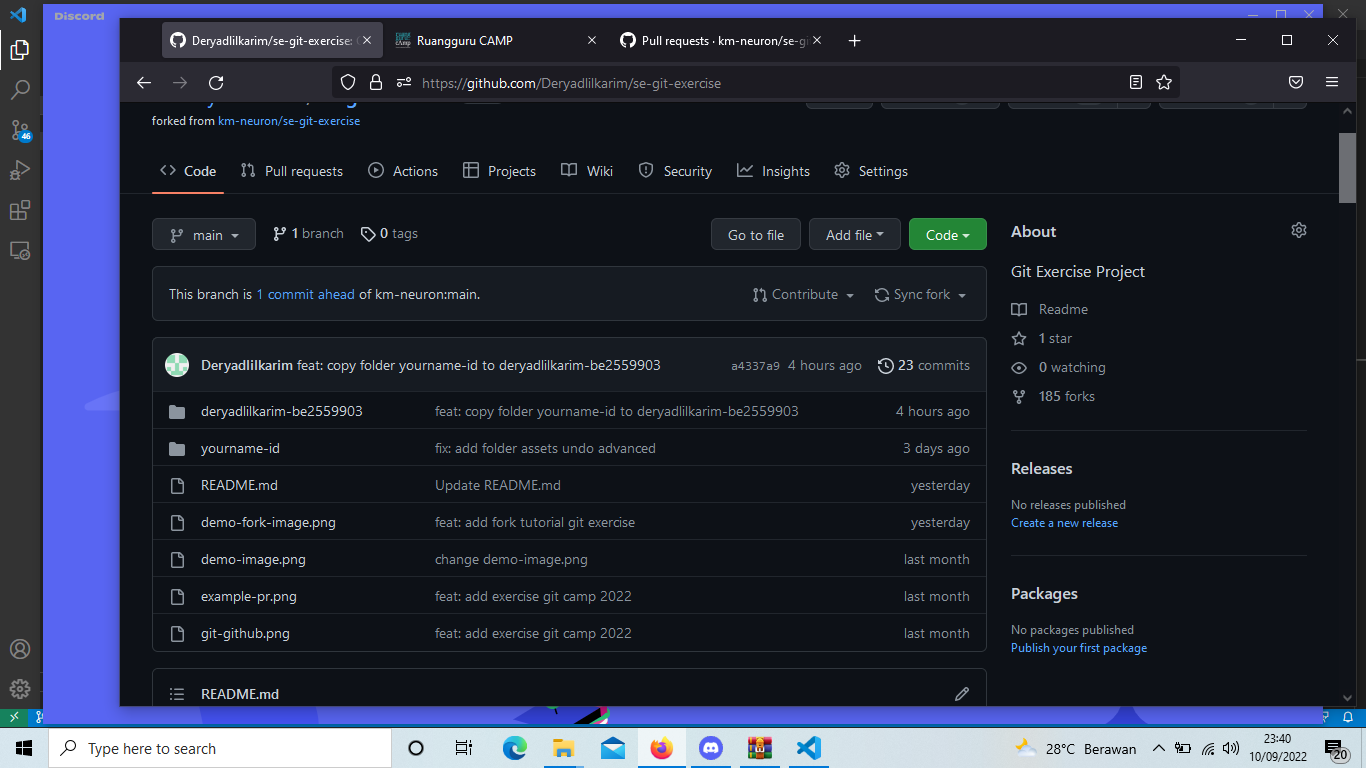 Discord
Deryadlilkarim/se-git-exercise:
Ruangguru CAMP
Pull requests · km-neuron/se-gi
https://github.com/Deryadlilkarim/se-git-exercise
forked from km-neuron/se-git-exercise
Code
Pull requests
Actions
Projects
Wiki
Security
Insights
Settings
46
main
1 branch
0 tags
Go to file
Add file
Code
This branch is 1 commit ahead of km-neuron:main.
Contribute
Sync fork
Deryadlilkarim feat: copy folder yourname-id to deryadlilkarim-be2559903
a4337a9 4 hours ago
23 commits
deryadlilkarim-be2559903 feat: copy folder yourname-id to deryadlilkarim-be2559903 4 hours ago
yourname-id fix: add folder assets undo advanced 3 days ago
README.md Update README.md yesterday
demo-fork-image.png feat: add fork tutorial git exercise yesterday
demo-image.png change demo-image.png last month
example-pr.png feat: add exercise git camp 2022 last month
git-github.png feat: add exercise git camp 2022 last month
README.md
About
Git Exercise Project
Readme
1 star
0 watching
185 forks
Releases
No releases published
Create a new release
Packages
No packages published
Publish your first package
Type here to search
28°C Berawan
23:40
10/09/2022
20